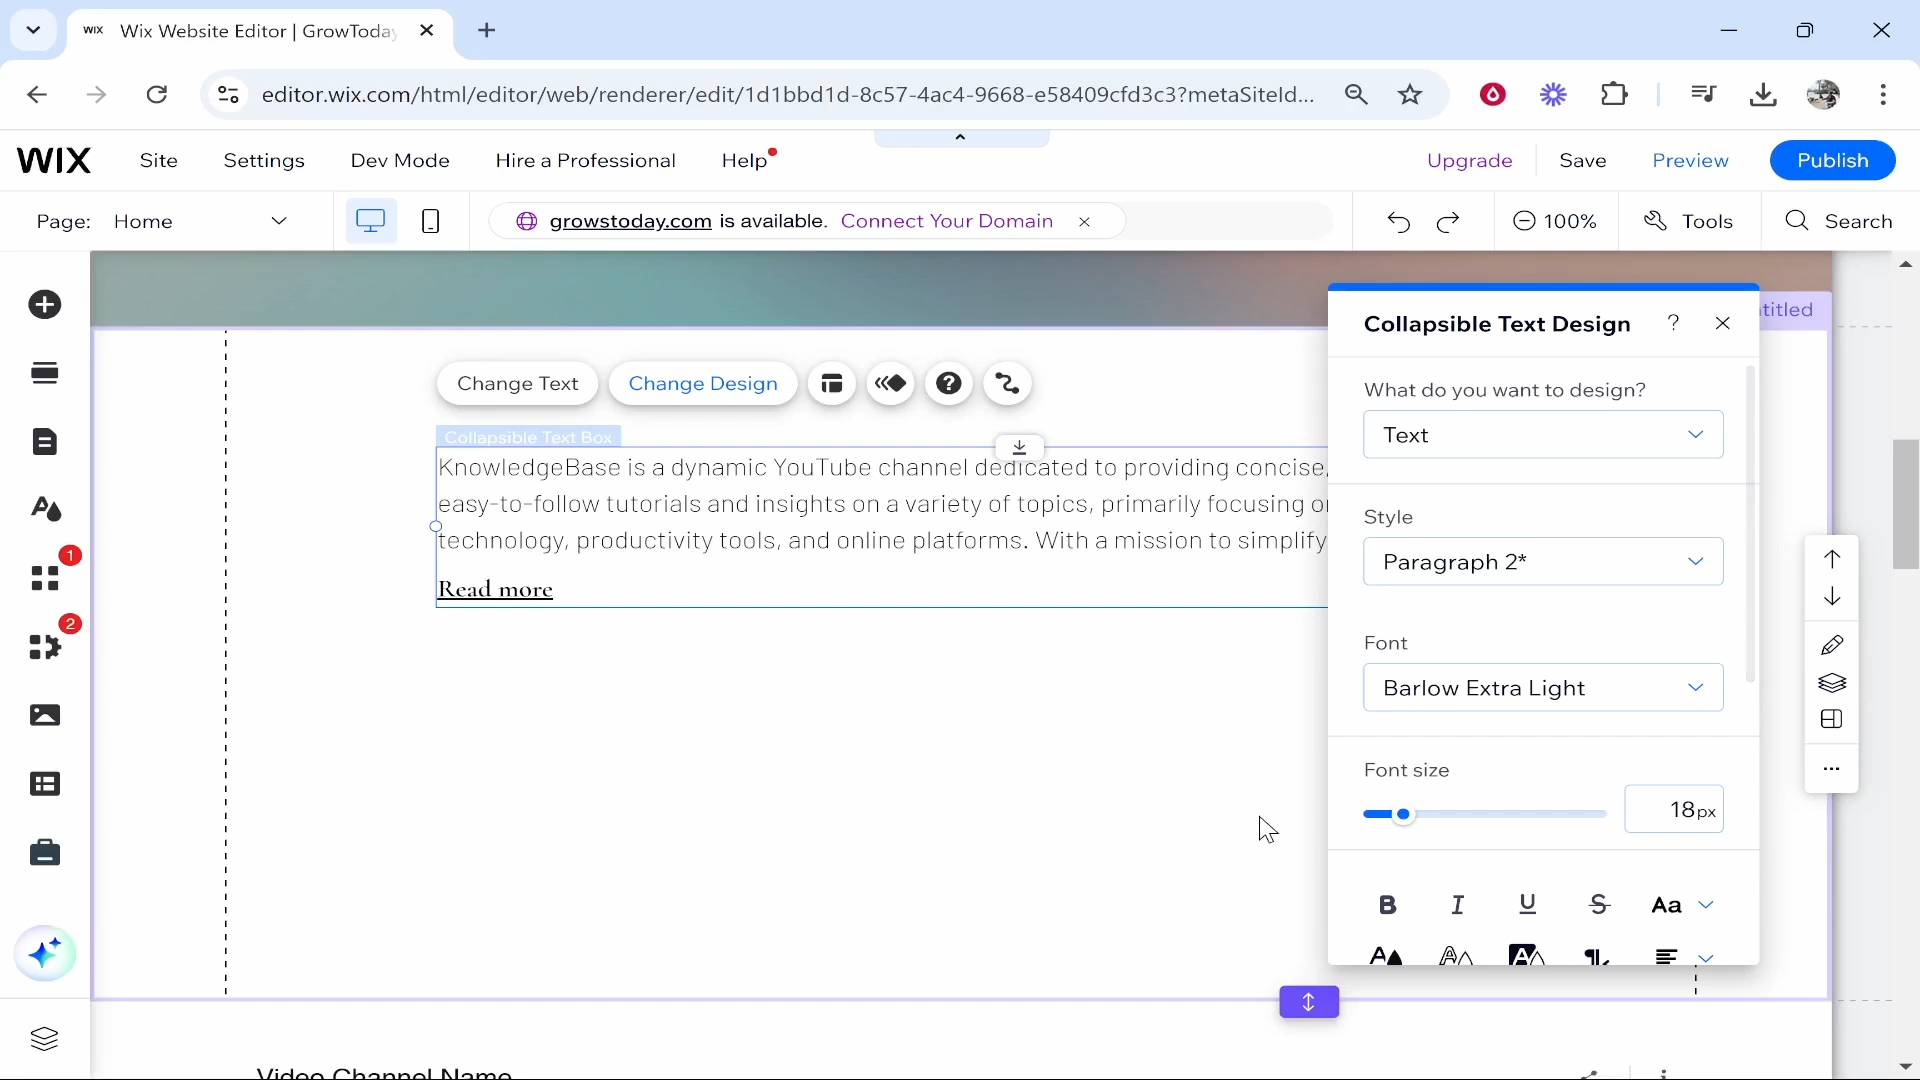 WIX Wix Website Editor | GrowToday
editor.wix.com/html/editor/web/renderer/edit/1d1bbd1d-8c57-4ac4-9668-e58409cfd3c3?metaSiteId...
WIX Site Settings Dev Mode Hire a Professional Help Upgrade Save Preview Publish
Page: Home growstoday.com is available. Connect Your Domain 100% Tools Search
titled
Collapsible Text Design ?
What do you want to design?
Change Text Change Design ?
Text
Collapsible Text Box
KnowledgeBase is a dynamic YouTube channel dedicated to providing concise,
easy-to-follow tutorials and insights on a variety of topics, primarily focusing on
technology, productivity tools, and online platforms. With a mission to simplify
Read more
Style
Paragraph 2*
1
Font
2
Barlow Extra Light
Font size
18px
B I U S Aa
Video Channel Name